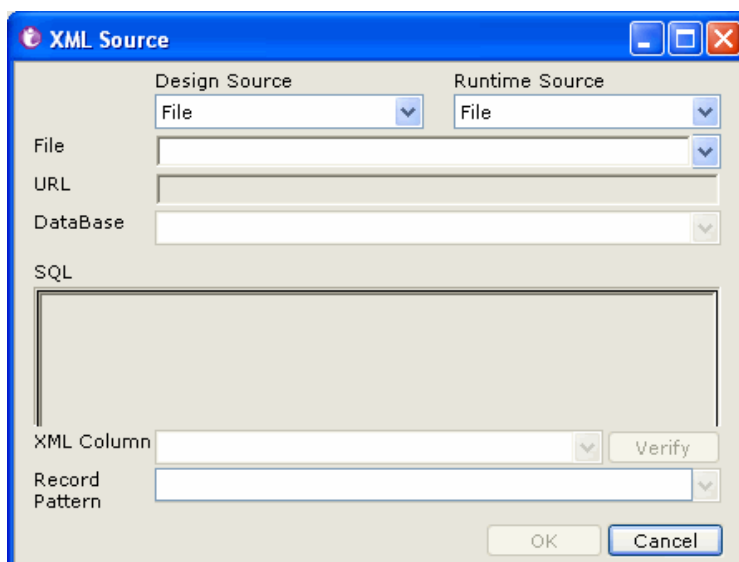 XML Source
Design Source Runtime Source
File File
File
URL
DataBase
SQL
XML Column Verify
Record
Pattern
OK Cancel